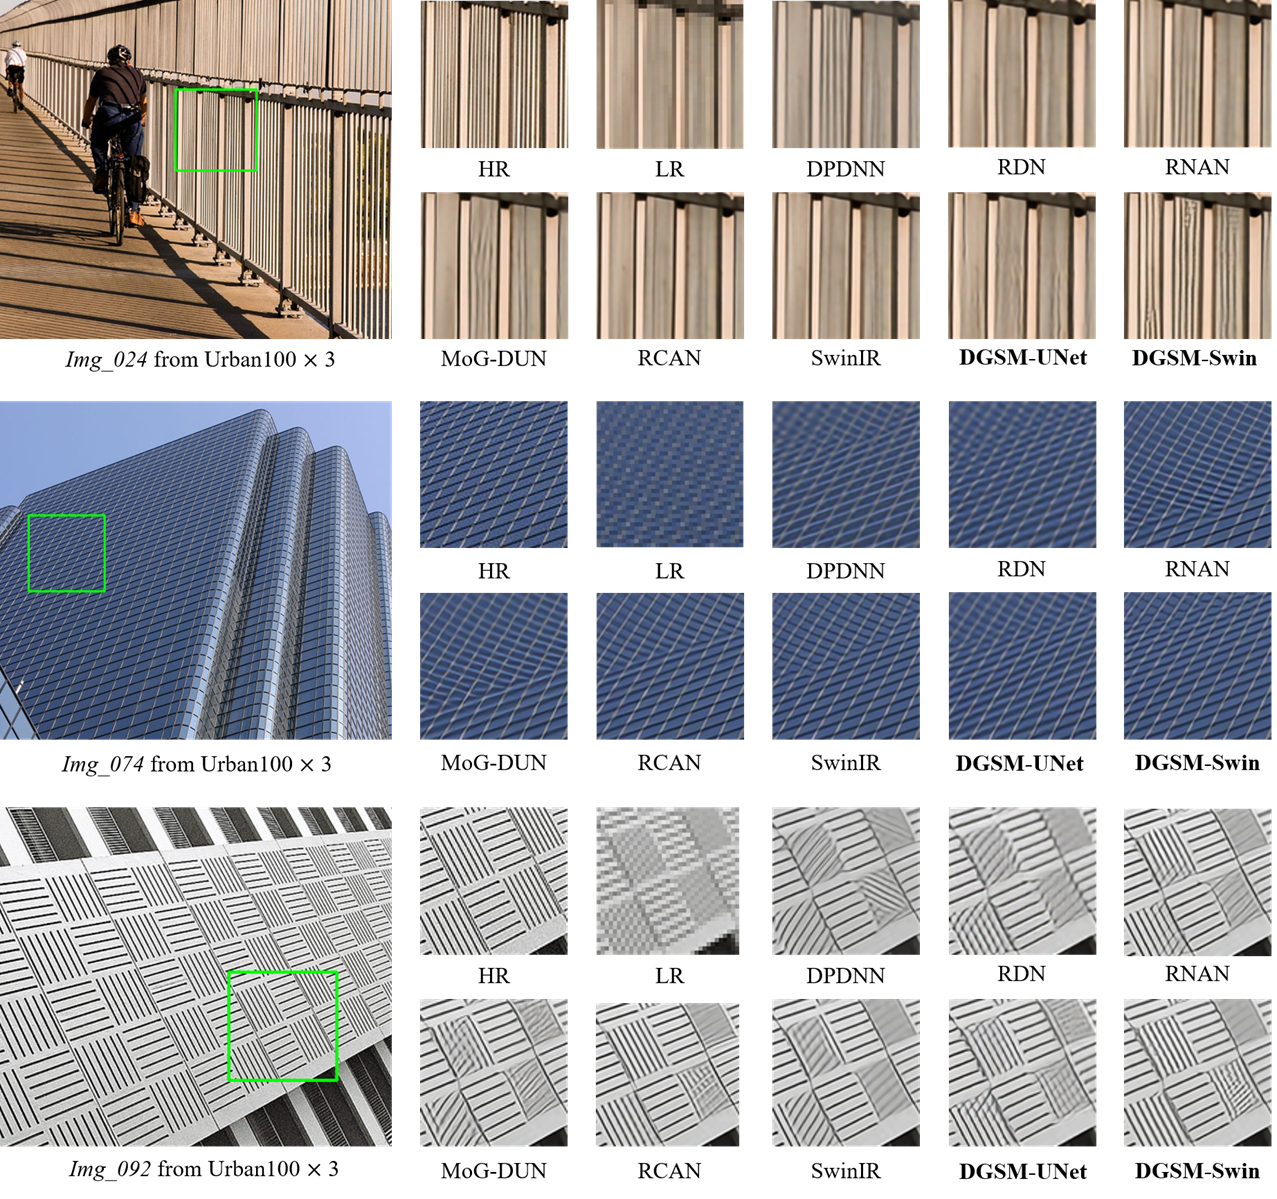 HR LR DPDNN RDN RNAN
MoG-DUN RCAN SwinIR DGSM-UNet DGSM-Swin
Img_024 from Urban100 × 3
HR LR DPDNN RDN RNAN
MoG-DUN RCAN SwinIR DGSM-UNet DGSM-Swin
Img_074 from Urban100 × 3
HR LR DPDNN RDN RNAN
MoG-DUN RCAN SwinIR DGSM-UNet DGSM-Swin
Img_092 from Urban100 × 3